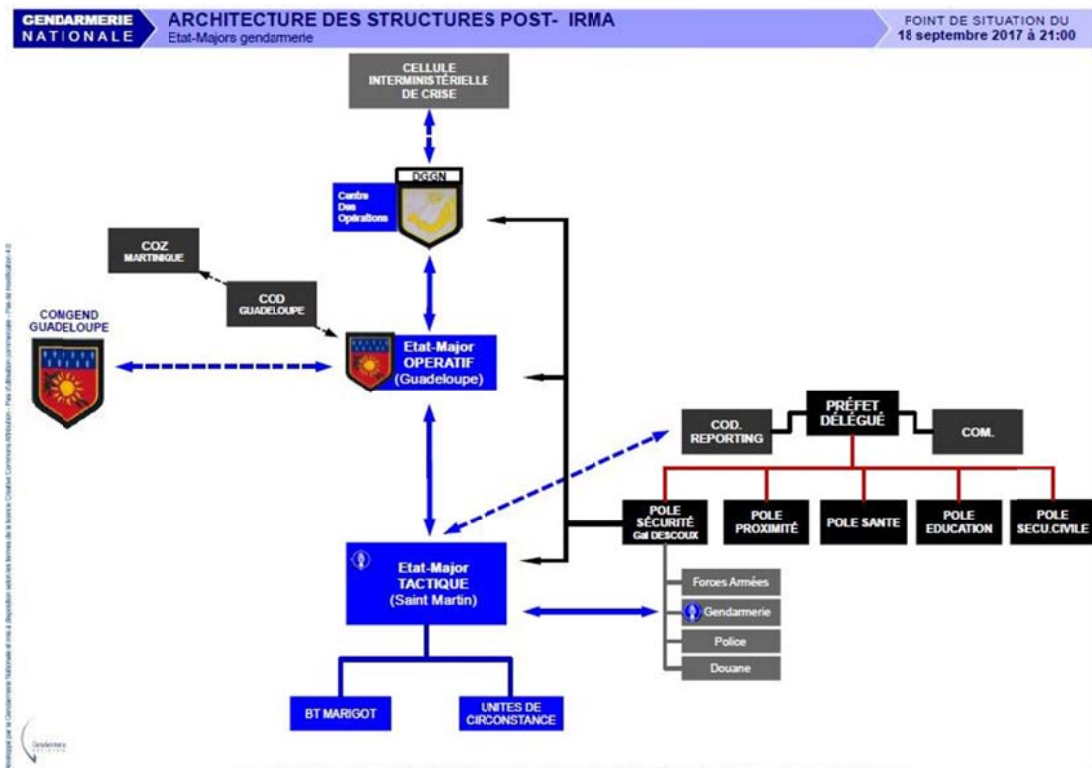 GENDARMERIE
NATIONALE
ARCHITECTURE DES STRUCTURES POST- IRMA
Etat-Majors gendarmerie
POINT DE SITUATION DU
18 septembre 2017 à 21:00
CELLULE
INTERMINISTÉRIELLE
DE CRISE
DGGN
Centre
Des
Opérations
COZ
MARTINIQUE
COD
GUADELOUPE
COMGEND
GUADELOUPE
Etat-Major
OPERATIF
(Guadeloupe)
COD.
REPORTING
PRÉFET
DÉLÉGUÉ
COM.
POLE
SÉCURITÉ
Gal DESCOUX
POLE
PROXIMITÉ
POLE SANTE
POLE
EDUCATION
POLE
SECU.CIVILE
Etat-Major
TACTIQUE
(Saint Martin)
Forces Armées
Gendarmerie
Police
Douane
BT MARIGOT
UNITES DE
CIRCONSTANCE
Gendarmerie